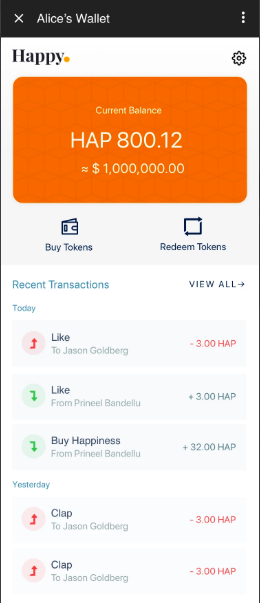 Alice's Wallet
Happy.
Current Balance
HAP 800.12
≈ $ 1,000,000.00
Buy Tokens
Redeem Tokens
Recent Transactions
VIEW ALL→
Today
Like
- 3.00 HAP
To Jason Goldberg
Like
+ 3.00 HAP
From Prineel Bandellu
Buy Happiness
+ 32.00 HAP
From Prineel Bandellu
Yesterday
Clap
- 3.00 HAP
To Jason Goldberg
Clap
- 3.00 HAP
To Jason Goldberg